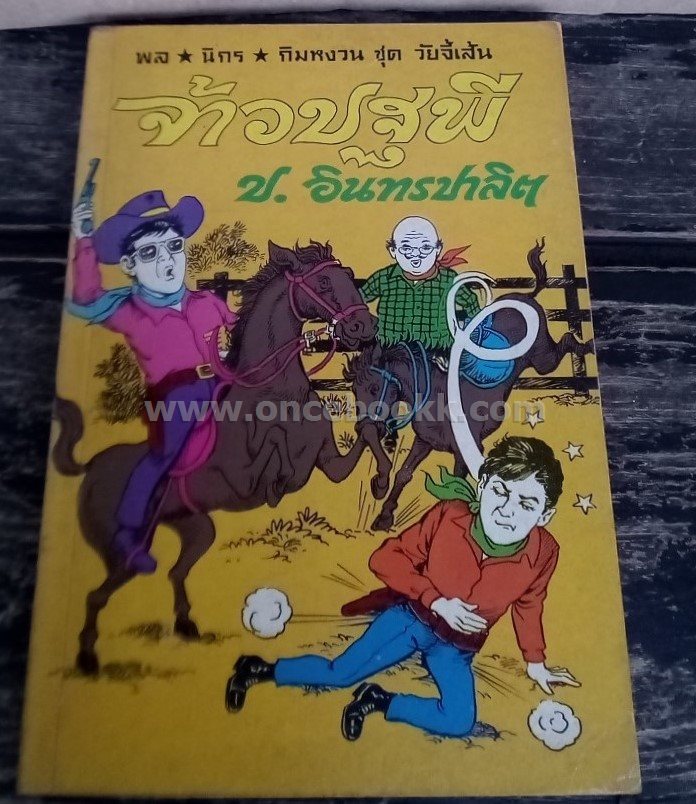 พล ★ นิกร ★ กิมหงวน ชุด วัยจี้เส้น
จ้าวปฐพี
ป. อินทรปาลิต
www.oncebookk.com